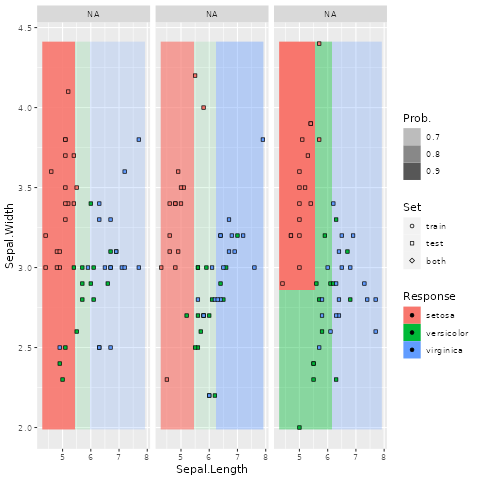 NA NA NA
4.5
4.0
3.5
3.0
2.5
2.0
Sepal.Width
5 6 7 8 5 6 7 8 5 6 7 8
Sepal.Length
Prob.
0.7
0.8
0.9
Set
train
test
both
Response
setosa
versicolor
virginica